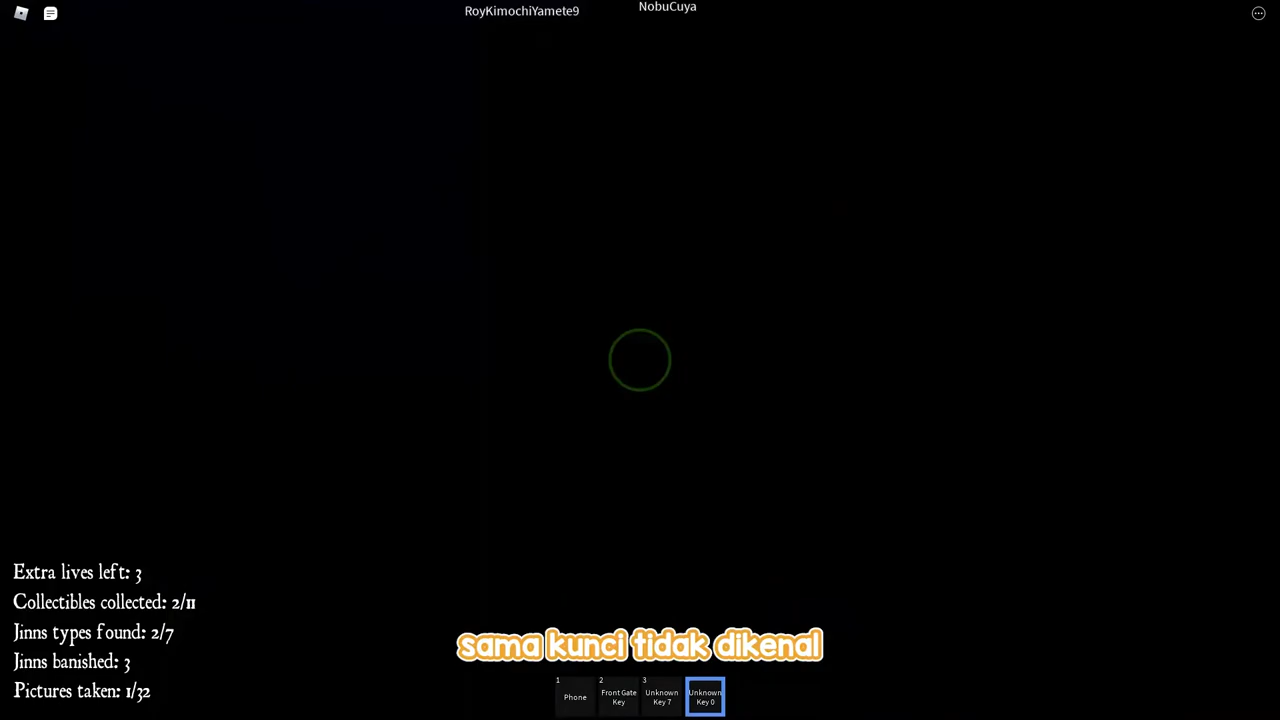 RoyKimochiYamete9
NobuCuya
Extra lives left: 3
Collectibles collected: 2/11
Jinns types found: 2/7
Jinns banished: 3
Pictures taken: 1/32
sama kunci tidak dikenal
1
Phone
2
Front Gate
Key
3
Unknown
Key 7
Unknown
Key 0